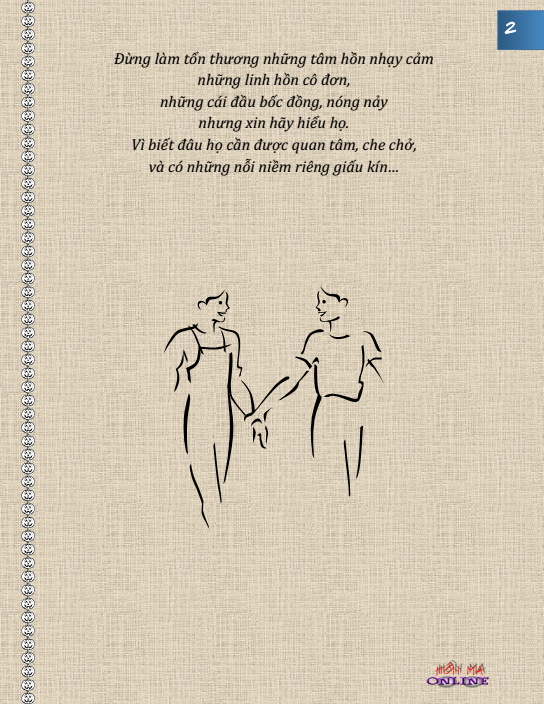 2
Đừng làm tổn thương những tâm hồn nhạy cảm
những linh hồn cô đơn,
những cái đầu bốc đồng, nóng nảy
nhưng xin hãy hiểu họ.
Vì biết đâu họ cần được quan tâm, che chở,
và có những nỗi niềm riêng giấu kín...
ONLINE